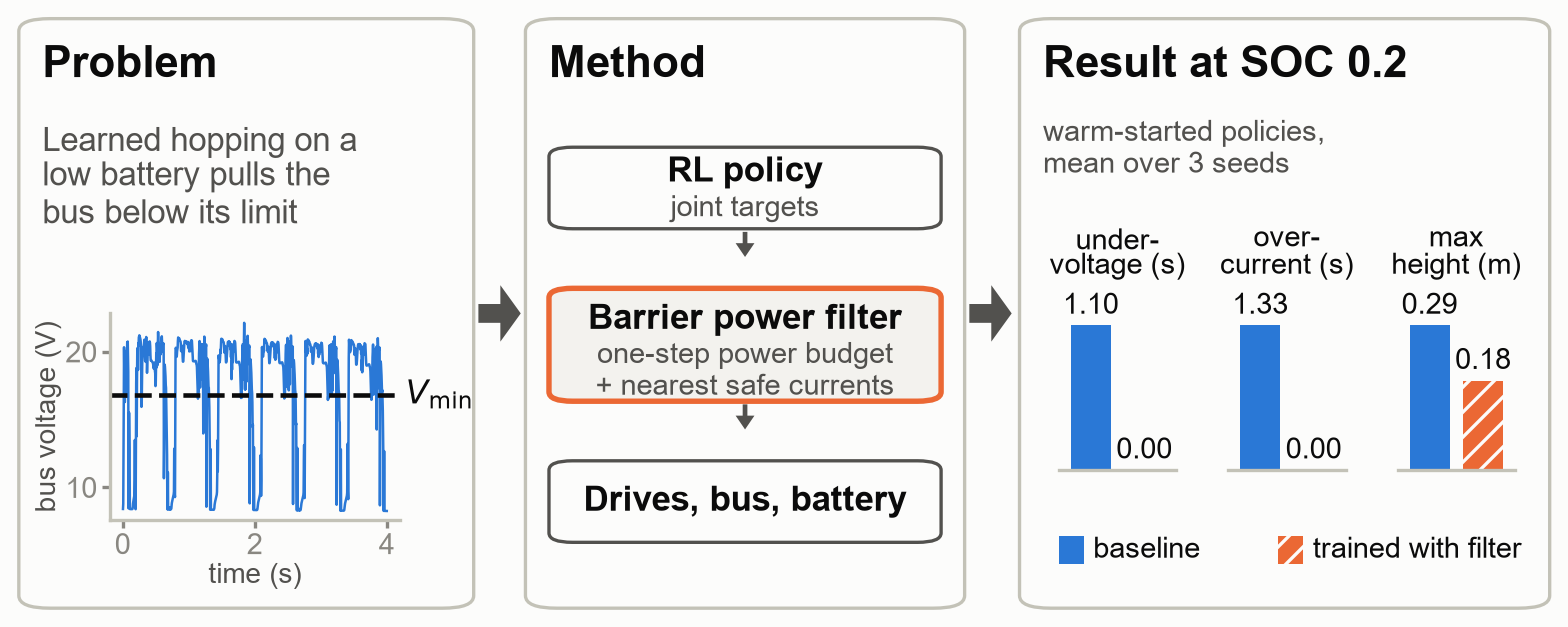 Problem
Learned hopping on a
low battery pulls the
bus below its limit
bus voltage (V)
20
10
V_min
0
2
4
time (s)
Method
RL policy
joint targets
Barrier power filter
one-step power budget
+ nearest safe currents
Drives, bus, battery
Result at SOC 0.2
warm-started policies,
mean over 3 seeds
under-
voltage (s)
1.10
0.00
over-
current (s)
1.33
0.00
max
height (m)
0.29
0.18
baseline
trained with filter